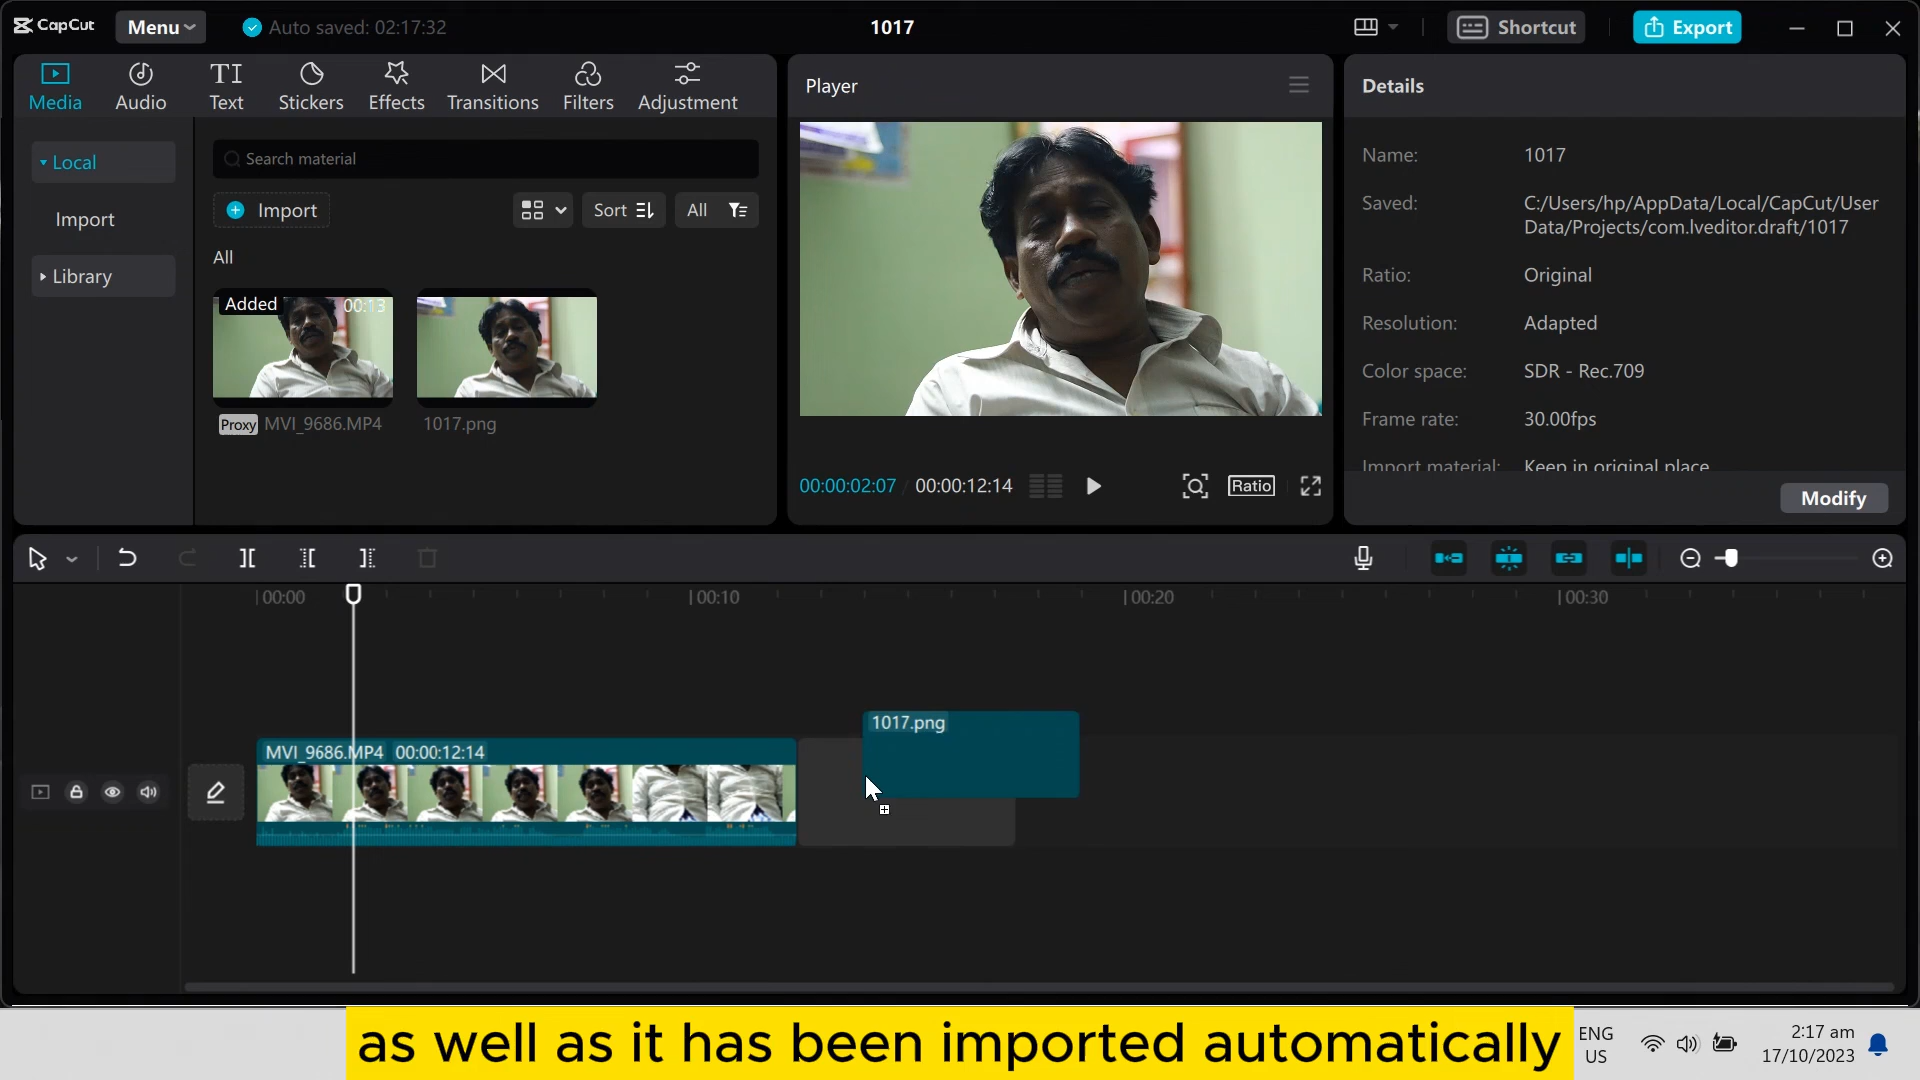 CapCut
Menu
Auto saved: 02:17:32
1017
Shortcut
Export
Media
Audio
TI
Text
Stickers
Effects
Transitions
Filters
Adjustment
Local
Import
Library
Search material
Import
Sort
All
All
Added
00:13
Proxy
MVI_9686.MP4
1017.png
Player
00:00:02:07 / 00:00:12:14
Ratio
Details
Name: 1017
Saved: C:/Users/hp/AppData/Local/CapCut/User
Data/Projects/com.lveditor.draft/1017
Ratio: Original
Resolution: Adapted
Color space: SDR - Rec.709
Frame rate: 30.00fps
Import material: Keep in original place
Modify
00:00
00:10
00:20
00:30
1017.png
MVI_9686.MP4 00:00:12:14
as well as it has been imported automatically
ENG
US
2:17 am
17/10/2023